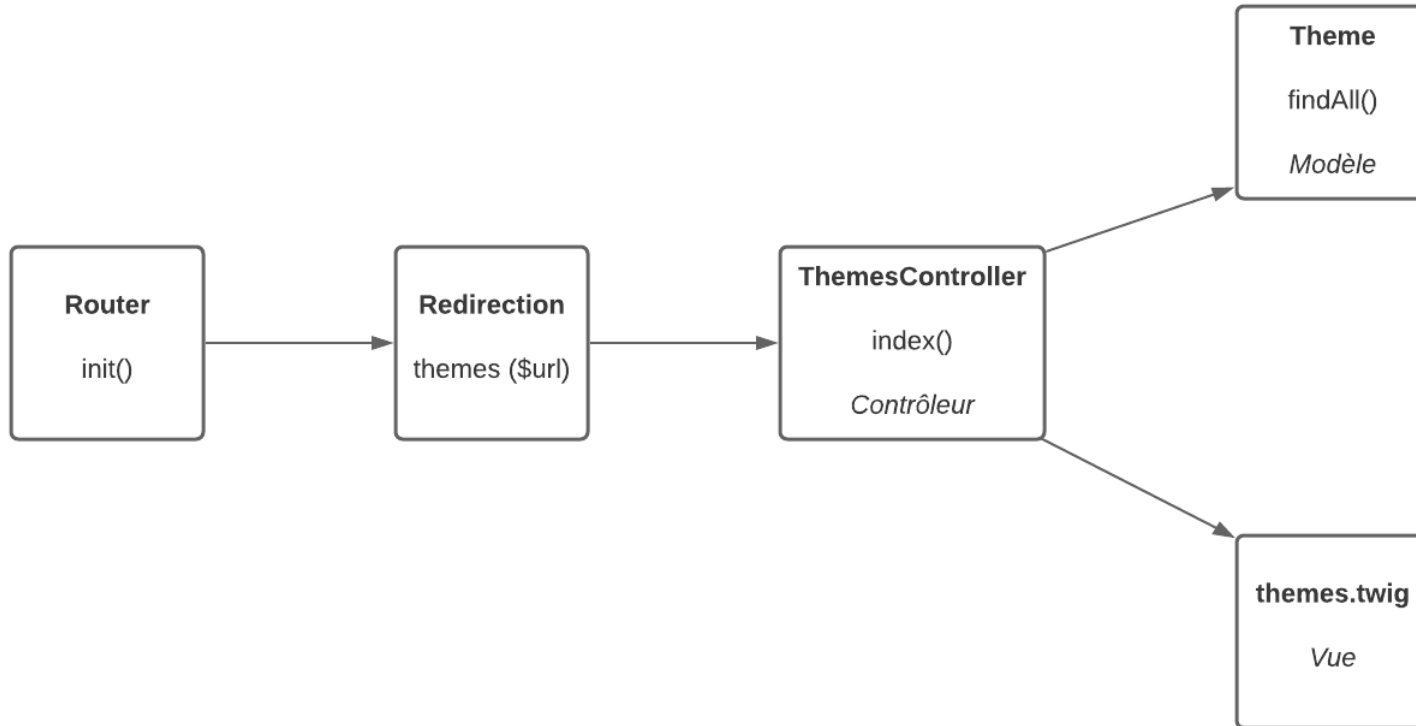 Theme
findAll()
Modèle
Router
init()
Redirection
themes ($url)
ThemesController
index()
Contrôleur
themes.twig
Vue